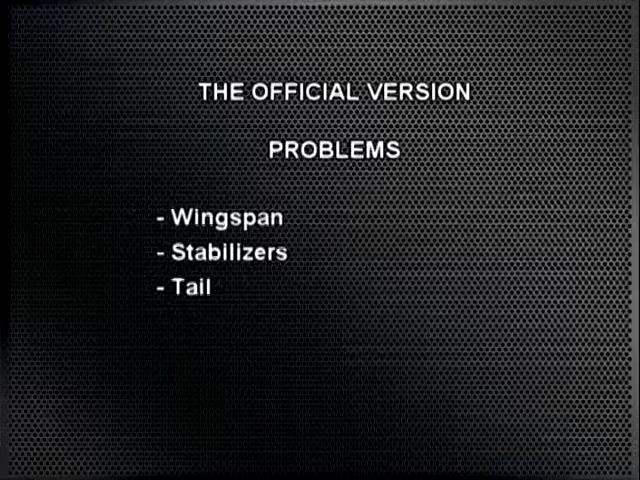 THE OFFICIAL VERSION
PROBLEMS
- Wingspan
- Stabilizers
- Tail